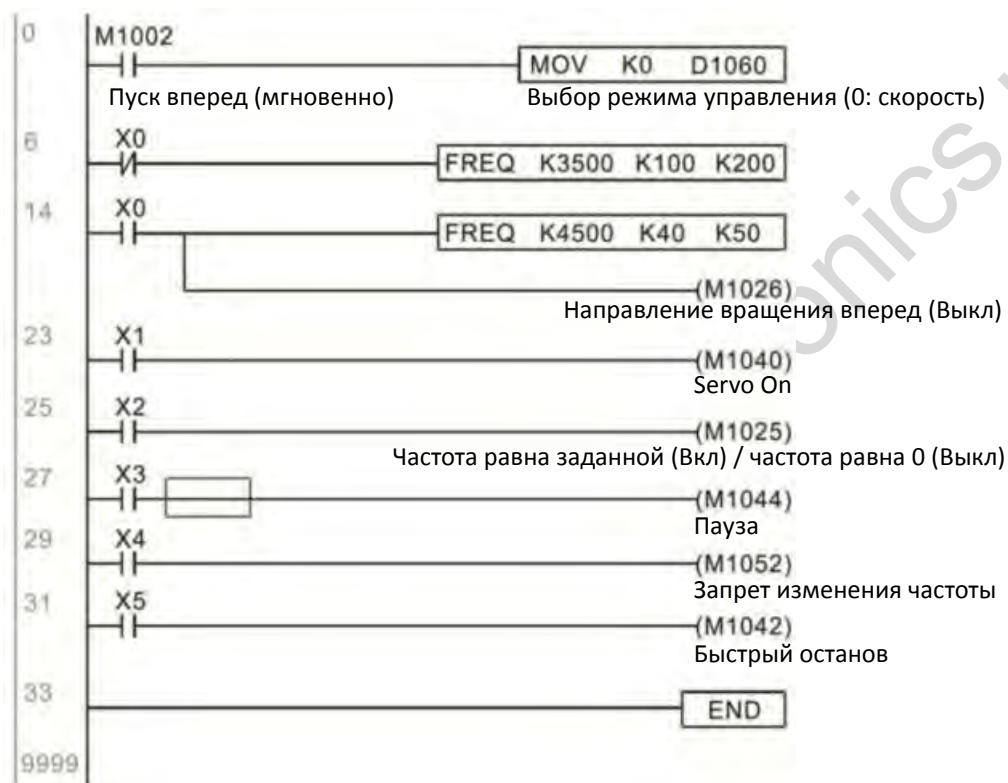 0
M1002
MOV K0 D1060
Пуск вперед (мгновенно) Выбор режима управления (0: скорость)
6
X0
FREQ K3500 K100 K200
14
X0
FREQ K4500 K40 K50
(M1026)
Направление вращения вперед (Выкл)
23
X1
(M1040)
Servo On
25
X2
(M1025)
Частота равна заданной (Вкл) / частота равна 0 (Выкл)
27
X3
(M1044)
Пауза
29
X4
(M1052)
Запрет изменения частоты
31
X5
(M1042)
Быстрый останов
33
END
9999